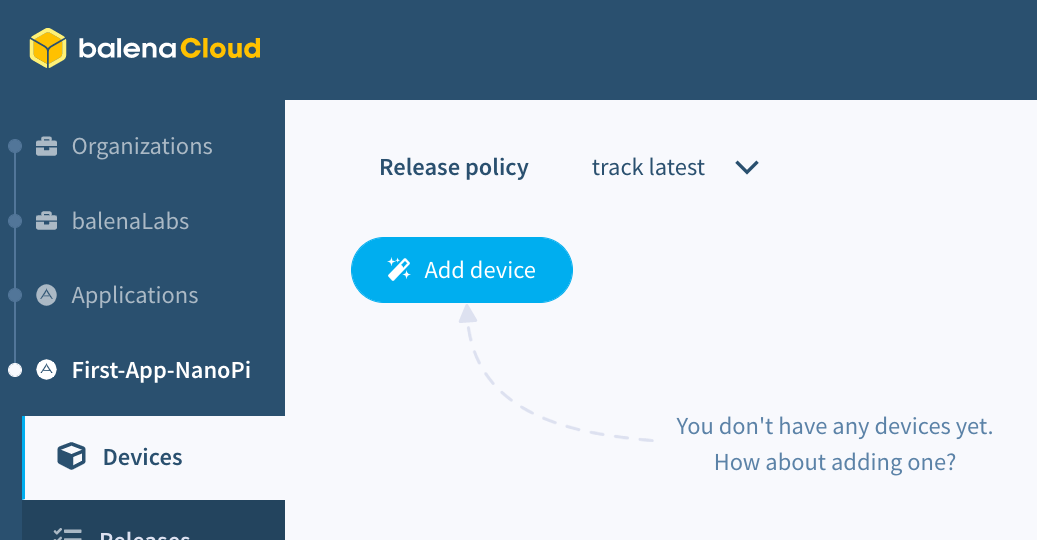 balenaCloud
Organizations
balenaLabs
Applications
First-App-NanoPi
Devices
Releases
Release policy track latest
Add device
You don't have any devices yet.
How about adding one?